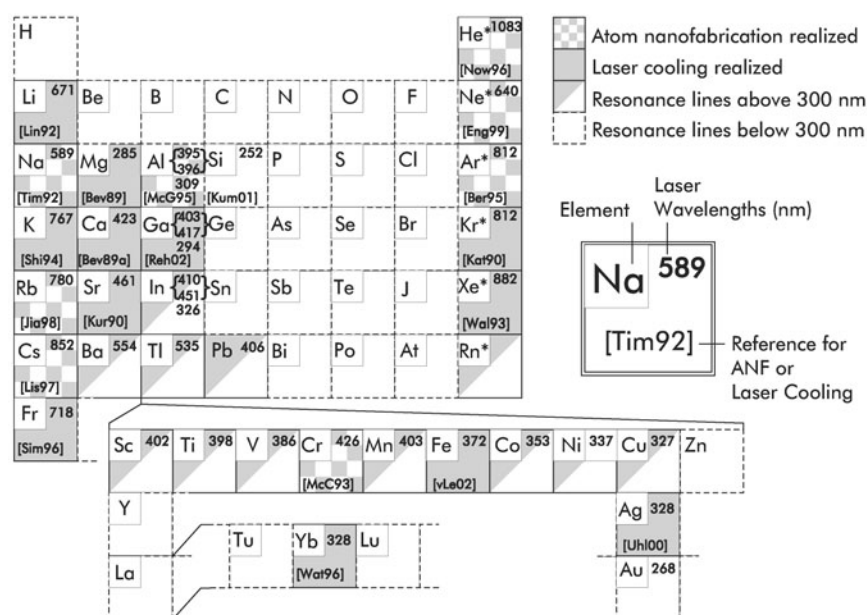 H
He* 1083
[Now96]
Atom nanofabrication realized
Laser cooling realized
Resonance lines above 300 nm
Resonance lines below 300 nm
Li 671
[Lin92]
Be
B
C
N
O
F
Ne* 640
[Eng99]
Na 589
[Tim92]
Mg 285
[Bev89]
Al {395
396}
309
[McG95]
Si 252
[Kum01]
P
S
Cl
Ar* 812
[Ber95]
K 767
[Shi94]
Ca 423
[Bev89a]
Ga {403
417}
294
[Reh02]
Ge
As
Se
Br
Kr* 812
[Kat90]
Rb 780
[Jia98]
Sr 461
[Kur90]
In {410
451}
326
Sn
Sb
Te
J
Xe* 882
[Wal93]
Cs 852
[Lis97]
Ba 554
Tl 535
Pb 406
Bi
Po
At
Rn*
Fr 718
[Sim96]
Element
Laser
Wavelengths (nm)
Na 589
[Tim92]
Reference for
ANF or
Laser Cooling
Sc 402
Ti 398
V 386
Cr 426
[McC93]
Mn 403
Fe 372
[vLe02]
Co 353
Ni 337
Cu 327
Zn
Y
Ag 328
[Uhl00]
Tu
Yb 328
[Wat96]
Lu
La
Au 268